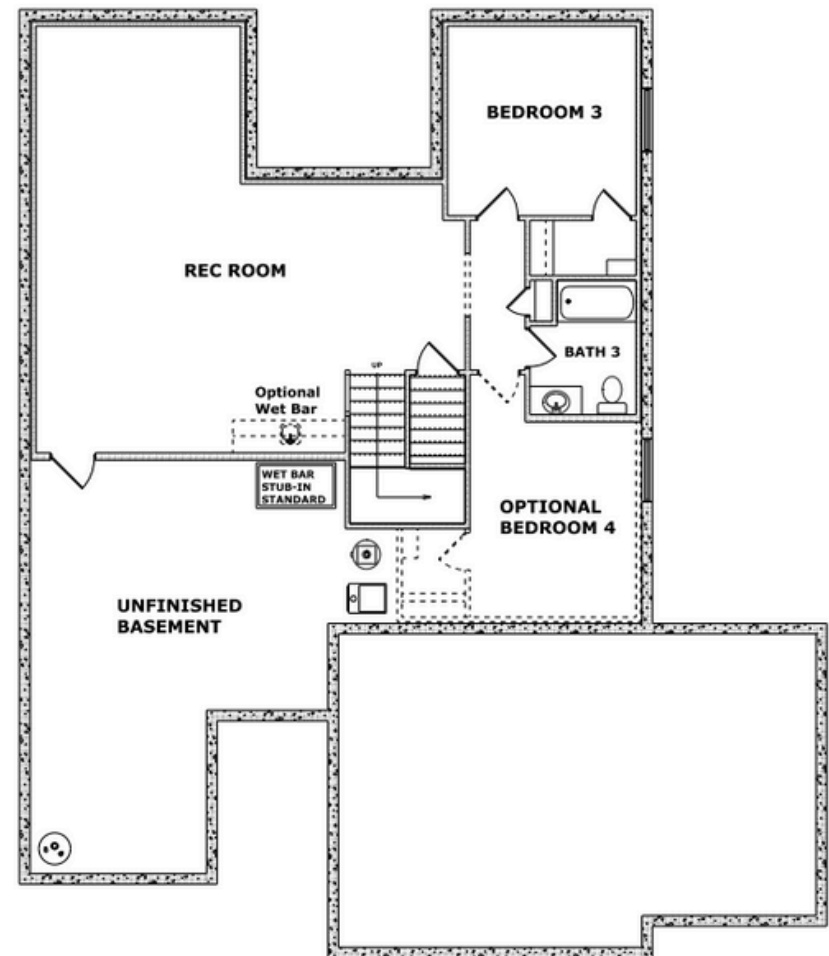 BEDROOM 3
REC ROOM
BATH 3
UP
Optional
Wet Bar
WET BAR
STUB-IN
STANDARD
OPTIONAL
BEDROOM 4
UNFINISHED
BASEMENT